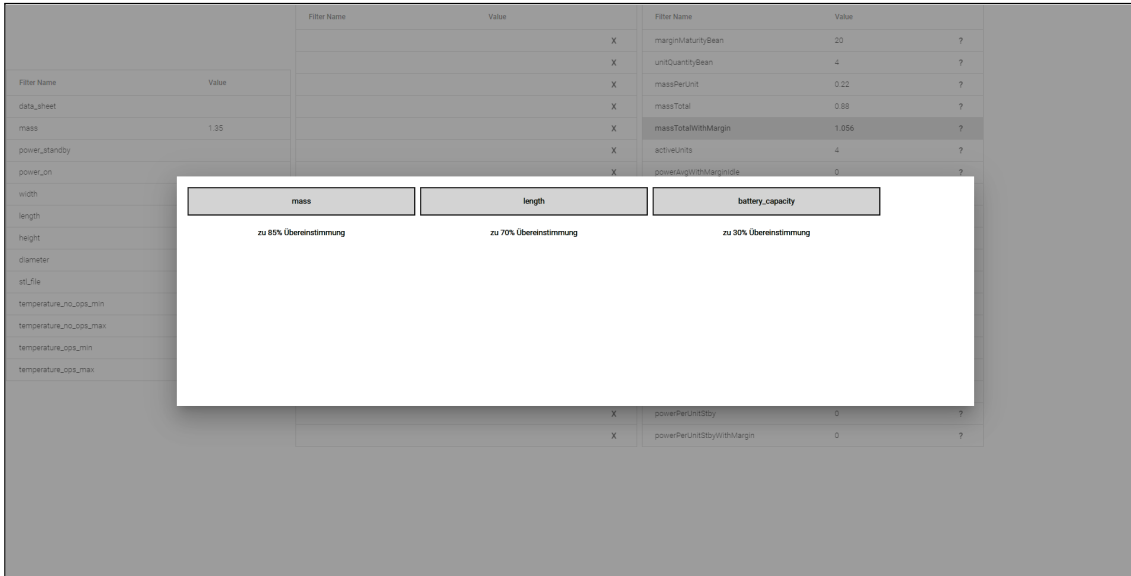 Filter Name Value Filter Name Value
X marginMaturityBean 20 ?
X unitQuantityBean 4 ?
Filter Name Value X massPerUnit 0.22 ?
data_sheet X massTotal 0.88 ?
mass 1.35 X massTotalWithMargin 1.056 ?
power_standby X activeUnits 4 ?
power_on X powerAvgWithMarginIdle 0 ?
width
mass length battery_capacity
length
height zu 85% Übereinstimmung zu 70% Übereinstimmung zu 30% Übereinstimmung
diameter
stl_file
temperature_no_ops_min
temperature_no_ops_max
temperature_ops_min
temperature_ops_max
X powerPerUnitStby 0 ?
X powerPerUnitStbyWithMargin 0 ?